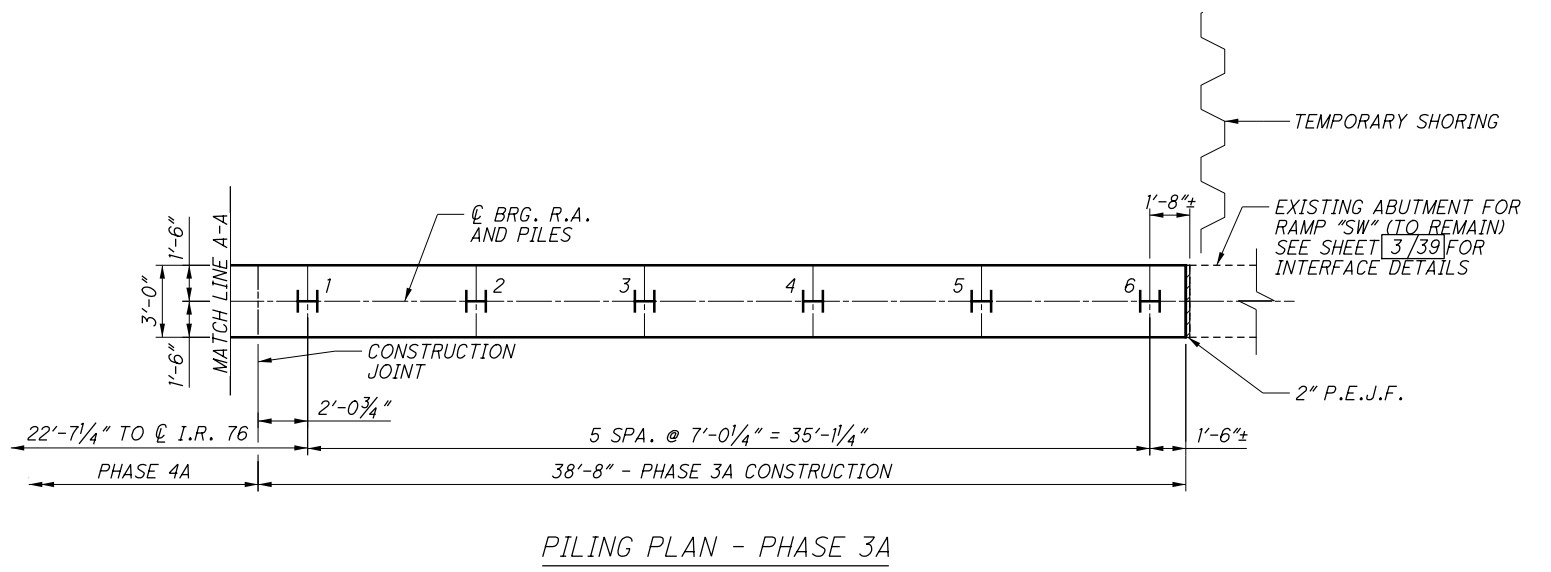 TEMPORARY SHORING
1'-8"±
EXISTING ABUTMENT FOR
RAMP "SW" (TO REMAIN)
SEE SHEET 3/39 FOR
INTERFACE DETAILS
℄ BRG. R.A.
AND PILES
1'-6"
3'-0"
1'-6"
MATCH LINE A-A
1
2
3
4
5
6
CONSTRUCTION
JOINT
2" P.E.J.F.
2'-0¾"
22'-7¼" TO ℄ I.R. 76
5 SPA. @ 7'-0¼" = 35'-1¼"
1'-6"±
PHASE 4A
38'-8" - PHASE 3A CONSTRUCTION
PILING PLAN - PHASE 3A